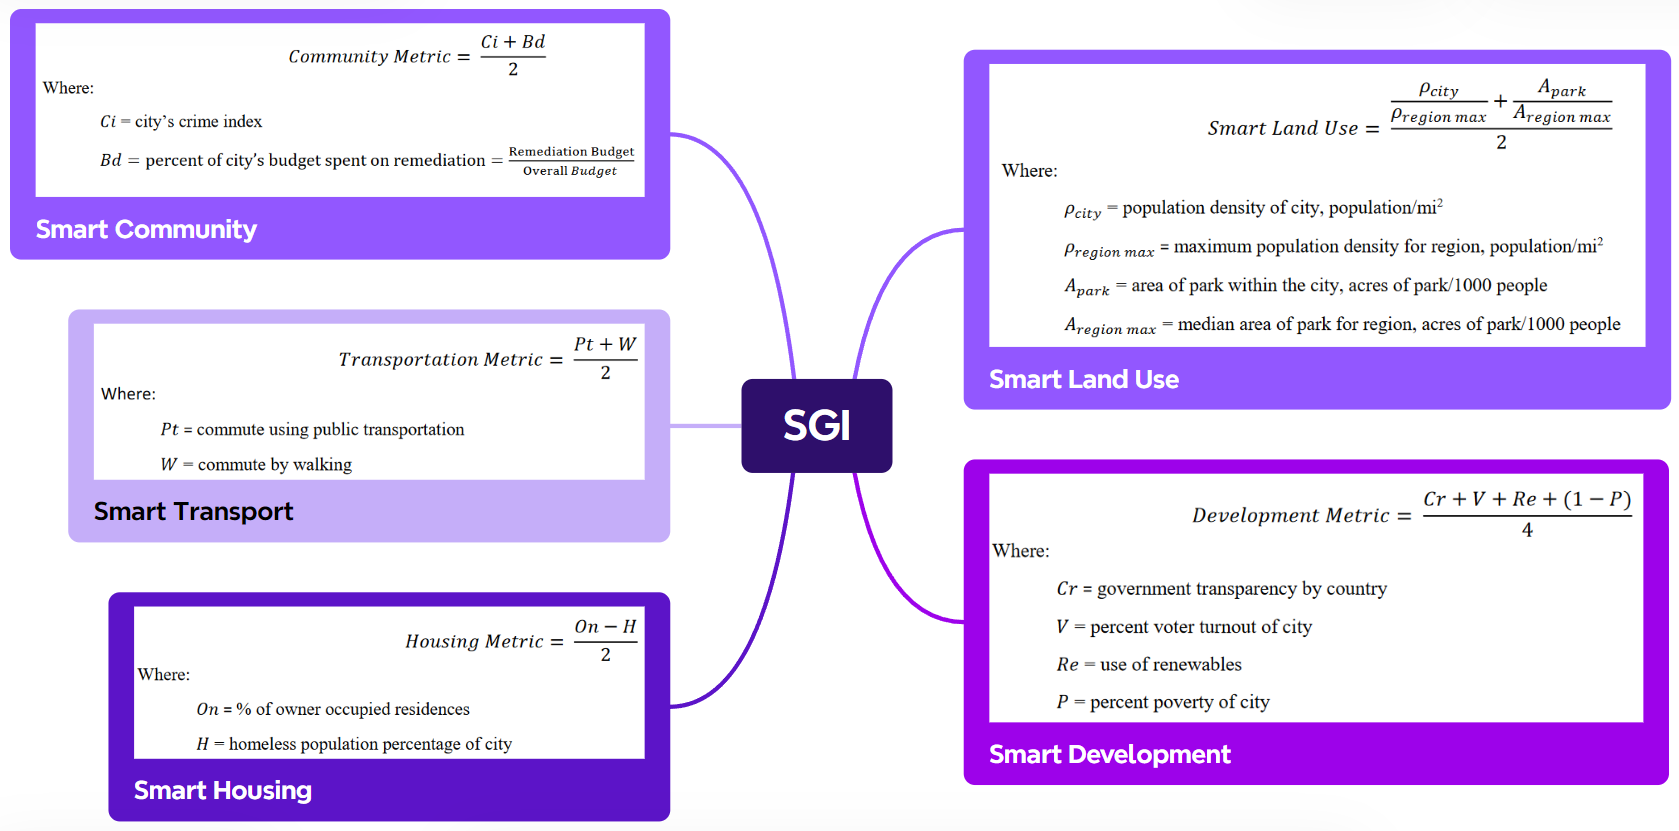 Community Metric = (Ci + Bd) / 2
Where:
Ci = city's crime index
Bd = percent of city's budget spent on remediation = Remediation Budget / Overall Budget
Smart Community
Transportation Metric = (Pt + W) / 2
Where:
Pt = commute using public transportation
W = commute by walking
Smart Transport
Housing Metric = (On − H) / 2
Where:
On = % of owner occupied residences
H = homeless population percentage of city
Smart Housing
SGI
Smart Land Use = (ρcity / ρregion max + Apark / Aregion max) / 2
Where:
ρcity = population density of city, population/mi²
ρregion max = maximum population density for region, population/mi²
Apark = area of park within the city, acres of park/1000 people
Aregion max = median area of park for region, acres of park/1000 people
Smart Land Use
Development Metric = (Cr + V + Re + (1 − P)) / 4
Where:
Cr = government transparency by country
V = percent voter turnout of city
Re = use of renewables
P = percent poverty of city
Smart Development